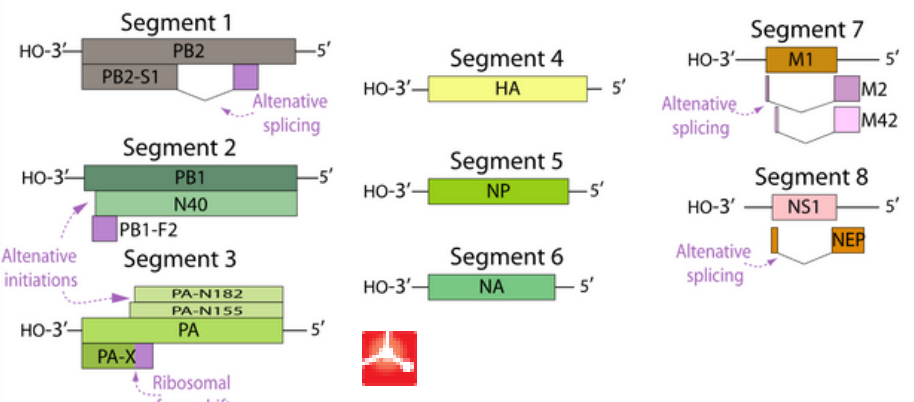 Segment 1
HO-3′
PB2
5′
PB2-S1
Altenative
splicing
Segment 2
HO-3′
PB1
5′
N40
PB1-F2
Altenative
initiations
Segment 3
PA-N182
PA-N155
HO-3′
PA
5′
PA-X
Ribosomal
Segment 4
HO-3′
HA
5′
Segment 5
HO-3′
NP
5′
Segment 6
HO-3′
NA
5′
Segment 7
HO-3′
M1
5′
M2
Altenative
splicing
M42
Segment 8
HO-3′
NS1
5′
NEP
Altenative
splicing